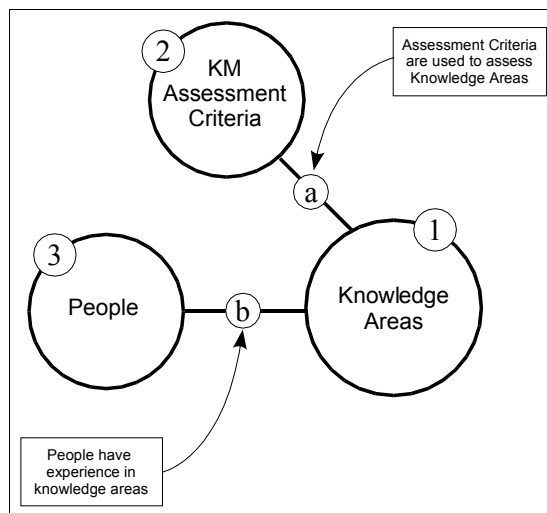 2
KM
Assessment
Criteria
Assessment Criteria
are used to assess
Knowledge Areas
a
1
Knowledge
Areas
3
People
b
People have
experience in
knowledge areas